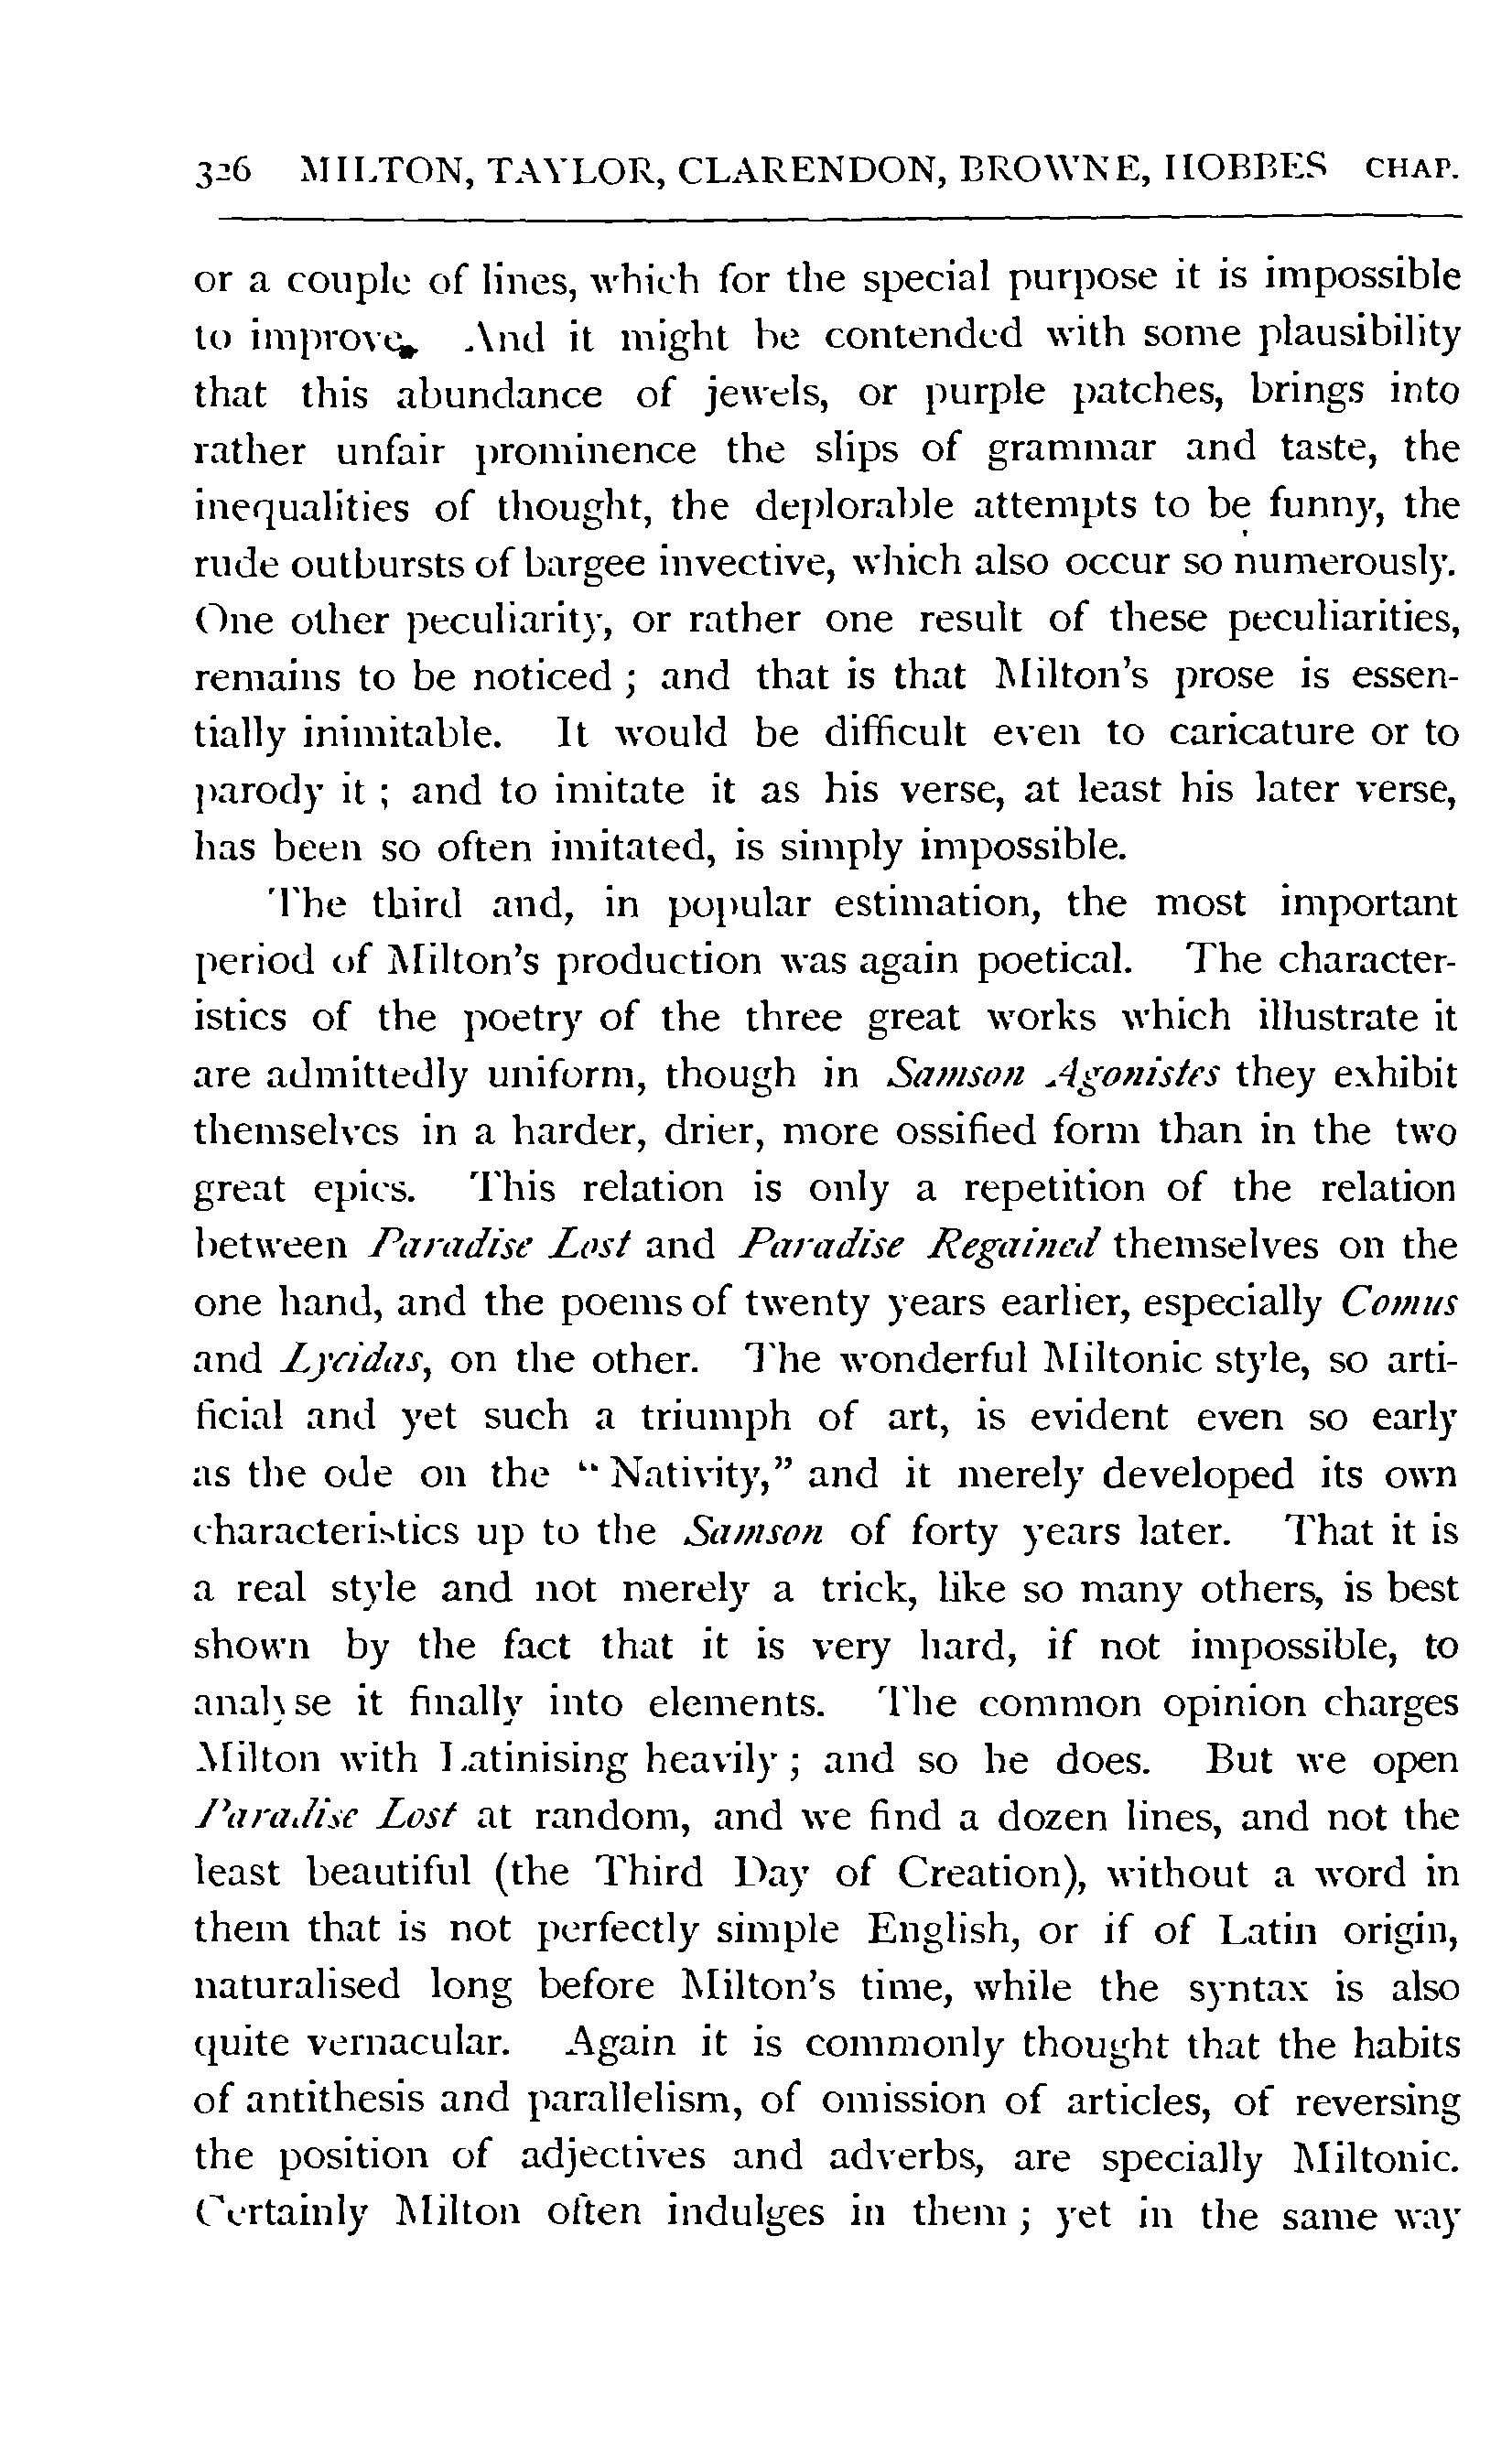 326 MILTON, TAYLOR, CLARENDON, BROWNE, HOBBES CHAP.
or a couple of lines, which for the special purpose it is impossible
to improve. And it might be contended with some plausibility
that this abundance of jewels, or purple patches, brings into
rather unfair prominence the slips of grammar and taste, the
inequalities of thought, the deplorable attempts to be funny, the
rude outbursts of bargee invective, which also occur so numerously.
One other peculiarity, or rather one result of these peculiarities,
remains to be noticed ; and that is that Milton's prose is essen-
tially inimitable. It would be difficult even to caricature or to
parody it ; and to imitate it as his verse, at least his later verse,
has been so often imitated, is simply impossible.
The third and, in popular estimation, the most important
period of Milton's production was again poetical. The character-
istics of the poetry of the three great works which illustrate it
are admittedly uniform, though in Samson Agonistes they exhibit
themselves in a harder, drier, more ossified form than in the two
great epics. This relation is only a repetition of the relation
between Paradise Lost and Paradise Regained themselves on the
one hand, and the poems of twenty years earlier, especially Comus
and Lycidas, on the other. The wonderful Miltonic style, so arti-
ficial and yet such a triumph of art, is evident even so early
as the ode on the "Nativity," and it merely developed its own
characteristics up to the Samson of forty years later. That it is
a real style and not merely a trick, like so many others, is best
shown by the fact that it is very hard, if not impossible, to
analyse it finally into elements. The common opinion charges
Milton with Latinising heavily ; and so he does. But we open
Paradise Lost at random, and we find a dozen lines, and not the
least beautiful (the Third Day of Creation), without a word in
them that is not perfectly simple English, or if of Latin origin,
naturalised long before Milton's time, while the syntax is also
quite vernacular. Again it is commonly thought that the habits
of antithesis and parallelism, of omission of articles, of reversing
the position of adjectives and adverbs, are specially Miltonic.
Certainly Milton often indulges in them ; yet in the same way